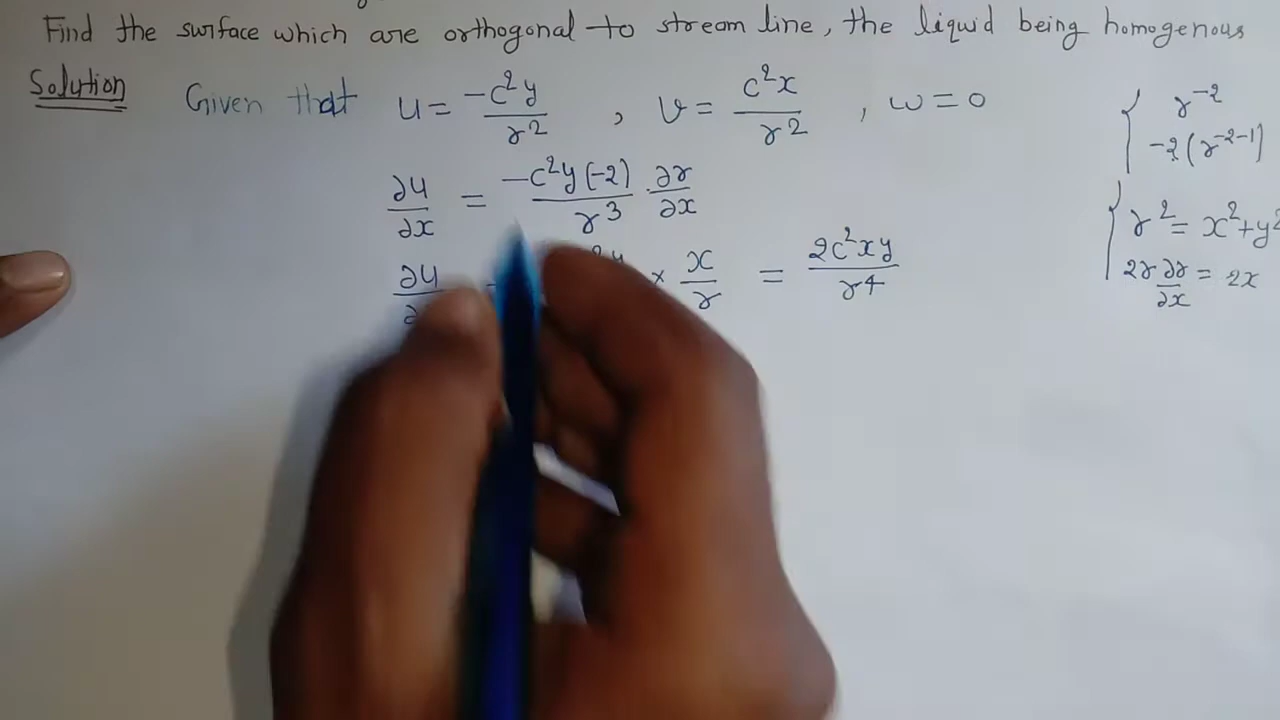 Find the surface which are orthogonal to stream line, the liquid being homogenous
Solution Given that u = -c²y/r² , v = c²x/r² , w = 0
∂u/∂x = -c²y(-2)/r³ · ∂r/∂x
∂u × x/r = 2c²xy/r⁴
r⁻²
-2(r⁻²⁻¹)
r² = x²+y²
2r ∂r/∂x = 2x